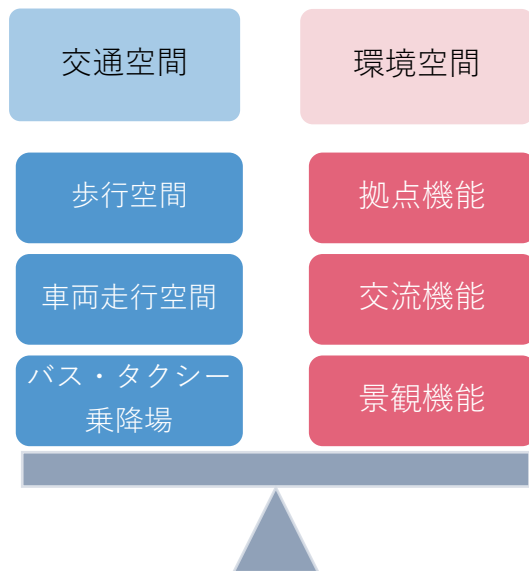 交通空間
環境空間
歩行空間
拠点機能
車両走行空間
交流機能
バス・タクシー
乗降場
景観機能